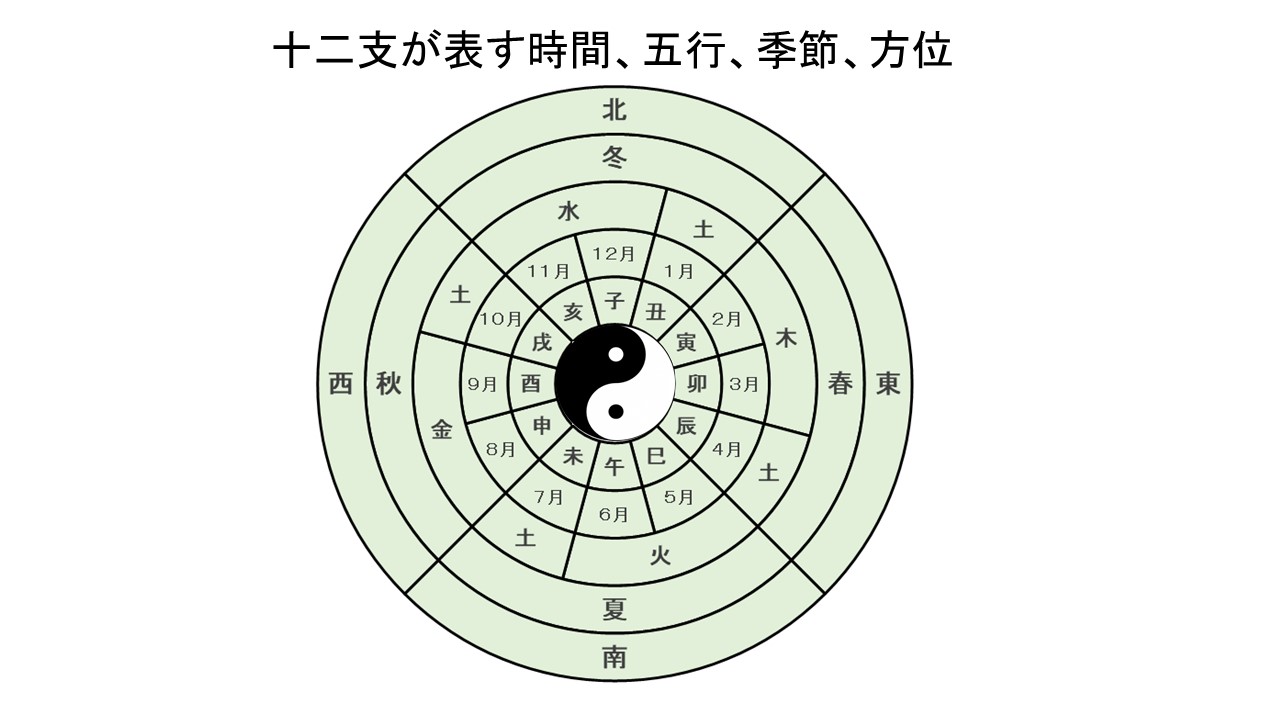 十二支が表す時間、五行、季節、方位
北
冬
水
土
12月
11月
1月
子
亥
丑
土
10月
2月
木
戌
寅
西
秋
9月
酉
卯
3月
春
東
金
8月
申
辰
4月
土
未
巳
午
7月
5月
6月
土
火
夏
南